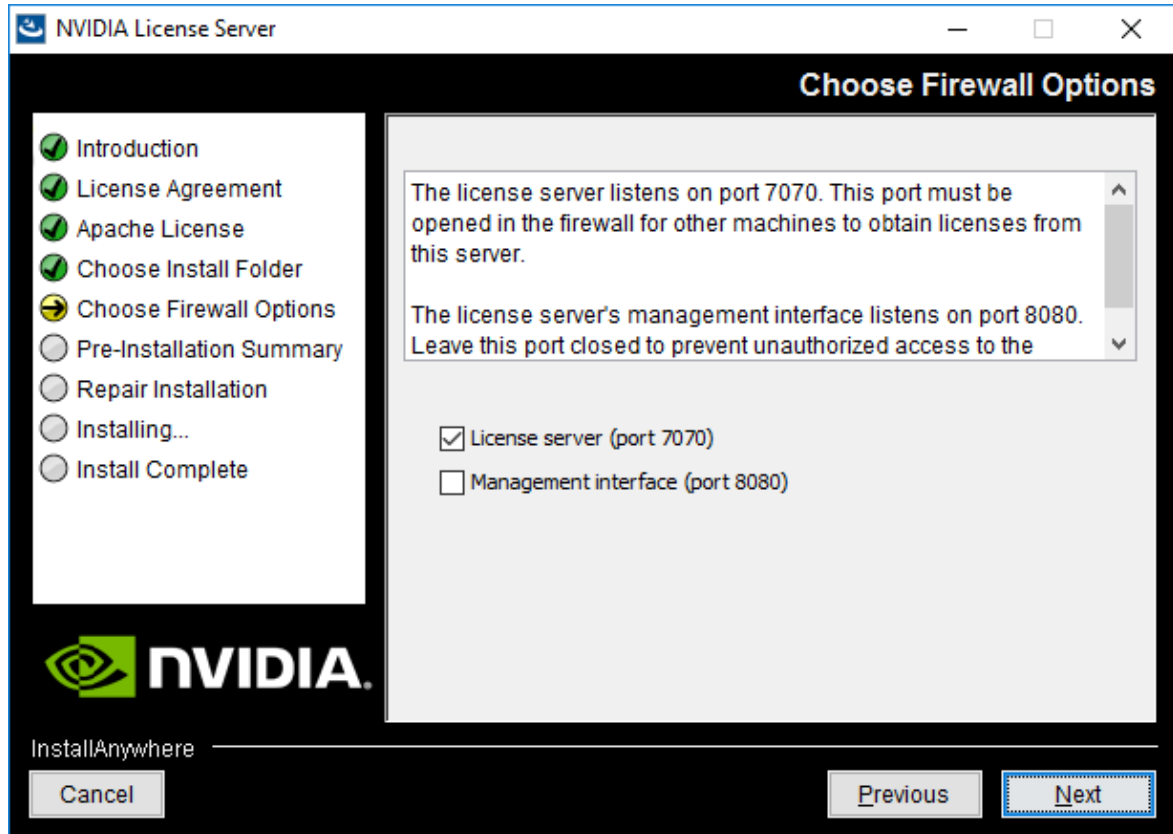 NVIDIA License Server
Choose Firewall Options
Introduction
License Agreement
Apache License
Choose Install Folder
Choose Firewall Options
Pre-Installation Summary
Repair Installation
Installing...
Install Complete
The license server listens on port 7070. This port must be
opened in the firewall for other machines to obtain licenses from
this server.
The license server's management interface listens on port 8080.
Leave this port closed to prevent unauthorized access to the
License server (port 7070)
Management interface (port 8080)
NVIDIA.
InstallAnywhere
Cancel
Previous
Next